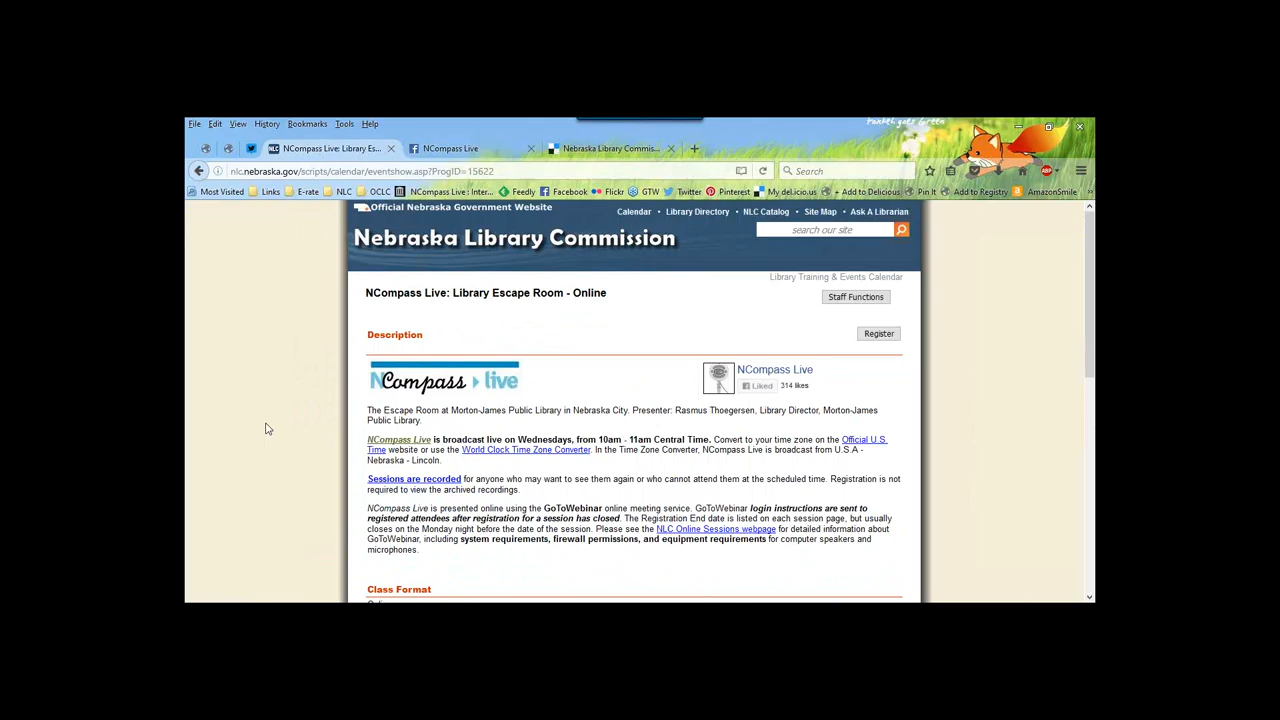 Firefox goes Green
File Edit View History Bookmarks Tools Help
NCompass Live: Library Es... NCompass Live Nebraska Library Commis...
nlc.nebraska.gov/scripts/calendar/eventshow.asp?ProgID=15622 Search
Most Visited Links E-rate NLC OCLC NCompass Live : Inter... Feedly Facebook Flickr GTW Twitter Pinterest My del.icio.us + Add to Delicious Pin It Add to Registry AmazonSmile
Official Nebraska Government Website
Calendar • Library Directory • NLC Catalog • Site Map • Ask A Librarian
Nebraska Library Commission
search our site
Library Training & Events Calendar
NCompass Live: Library Escape Room - Online
Staff Functions
Description
Register
NCompass live
NCompass Live
Liked 314 likes
The Escape Room at Morton-James Public Library in Nebraska City. Presenter: Rasmus Thoegersen, Library Director, Morton-James
Public Library.
NCompass Live is broadcast live on Wednesdays, from 10am - 11am Central Time. Convert to your time zone on the Official U.S.
Time website or use the World Clock Time Zone Converter. In the Time Zone Converter, NCompass Live is broadcast from U.S.A -
Nebraska - Lincoln.
Sessions are recorded for anyone who may want to see them again or who cannot attend them at the scheduled time. Registration is not
required to view the archived recordings.
NCompass Live is presented online using the GoToWebinar online meeting service. GoToWebinar login instructions are sent to
registered attendees after registration for a session has closed. The Registration End date is listed on each session page, but usually
closes on the Monday night before the date of the session. Please see the NLC Online Sessions webpage for detailed information about
GoToWebinar, including system requirements, firewall permissions, and equipment requirements for computer speakers and
microphones.
Class Format